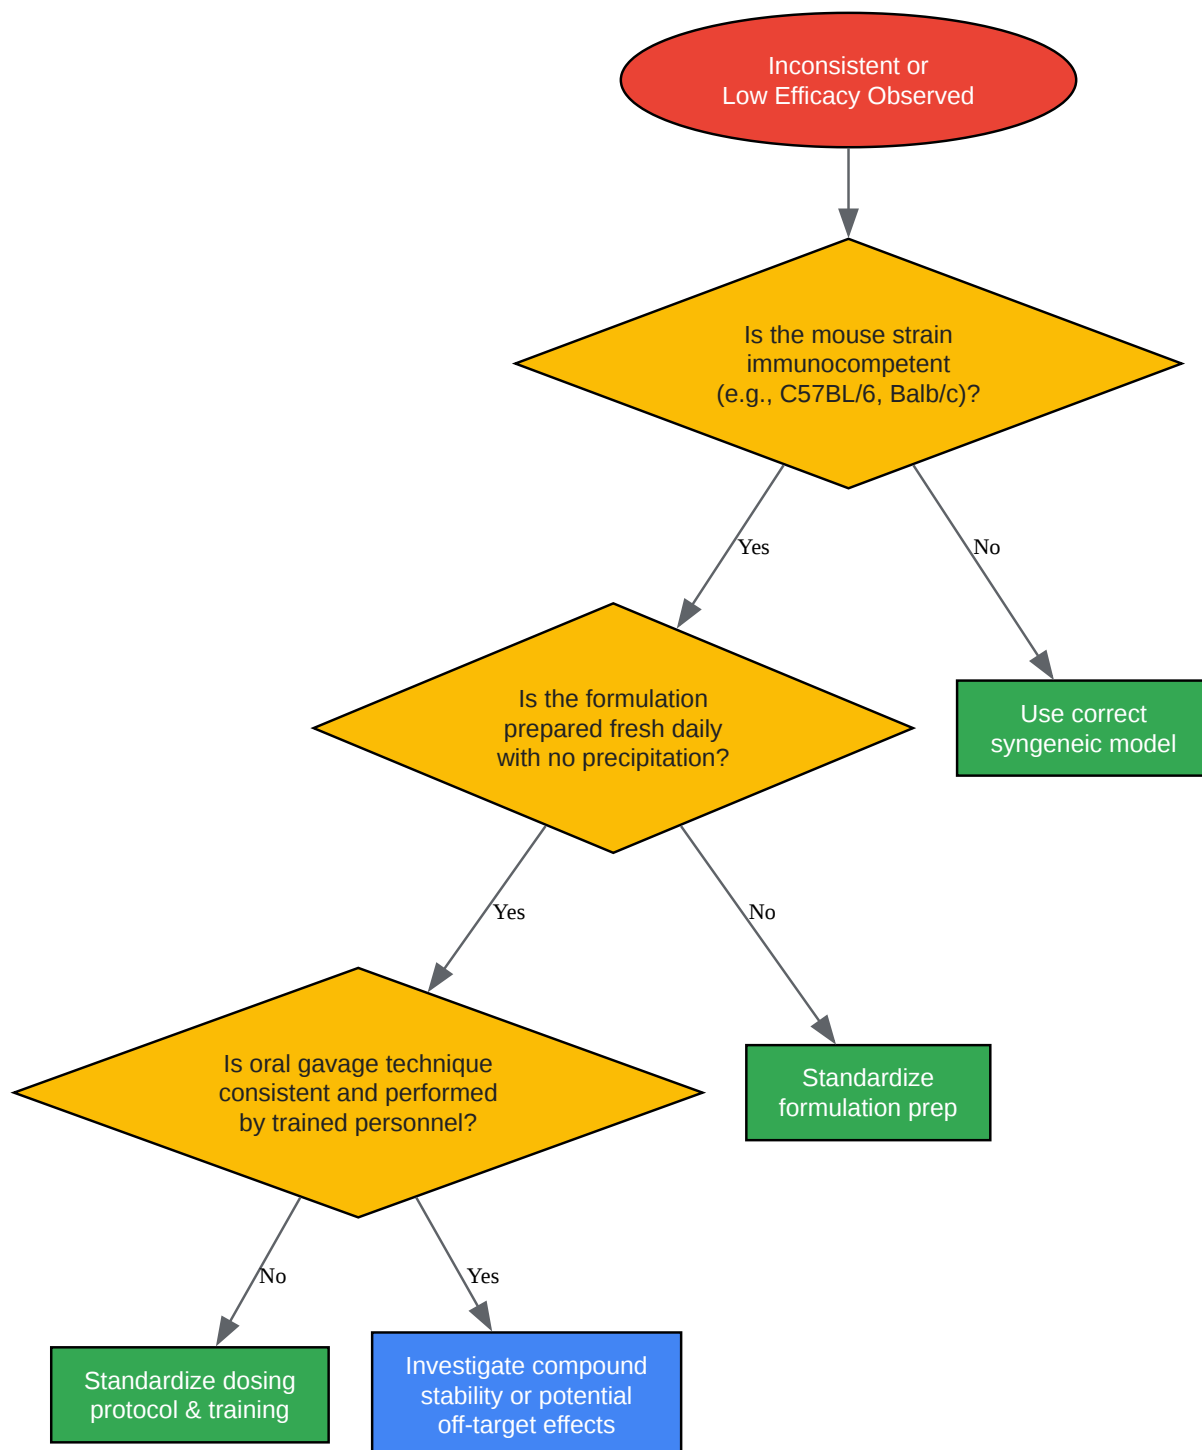 Inconsistent or
Low Efficacy Observed
Is the mouse strain
immunocompetent
(e.g., C57BL/6, Balb/c)?
Yes
No
Is the formulation
prepared fresh daily
with no precipitation?
Use correct
syngeneic model
Yes
No
Is oral gavage technique
consistent and performed
by trained personnel?
Standardize
formulation prep
No
Yes
Standardize dosing
protocol & training
Investigate compound
stability or potential
off-target effects